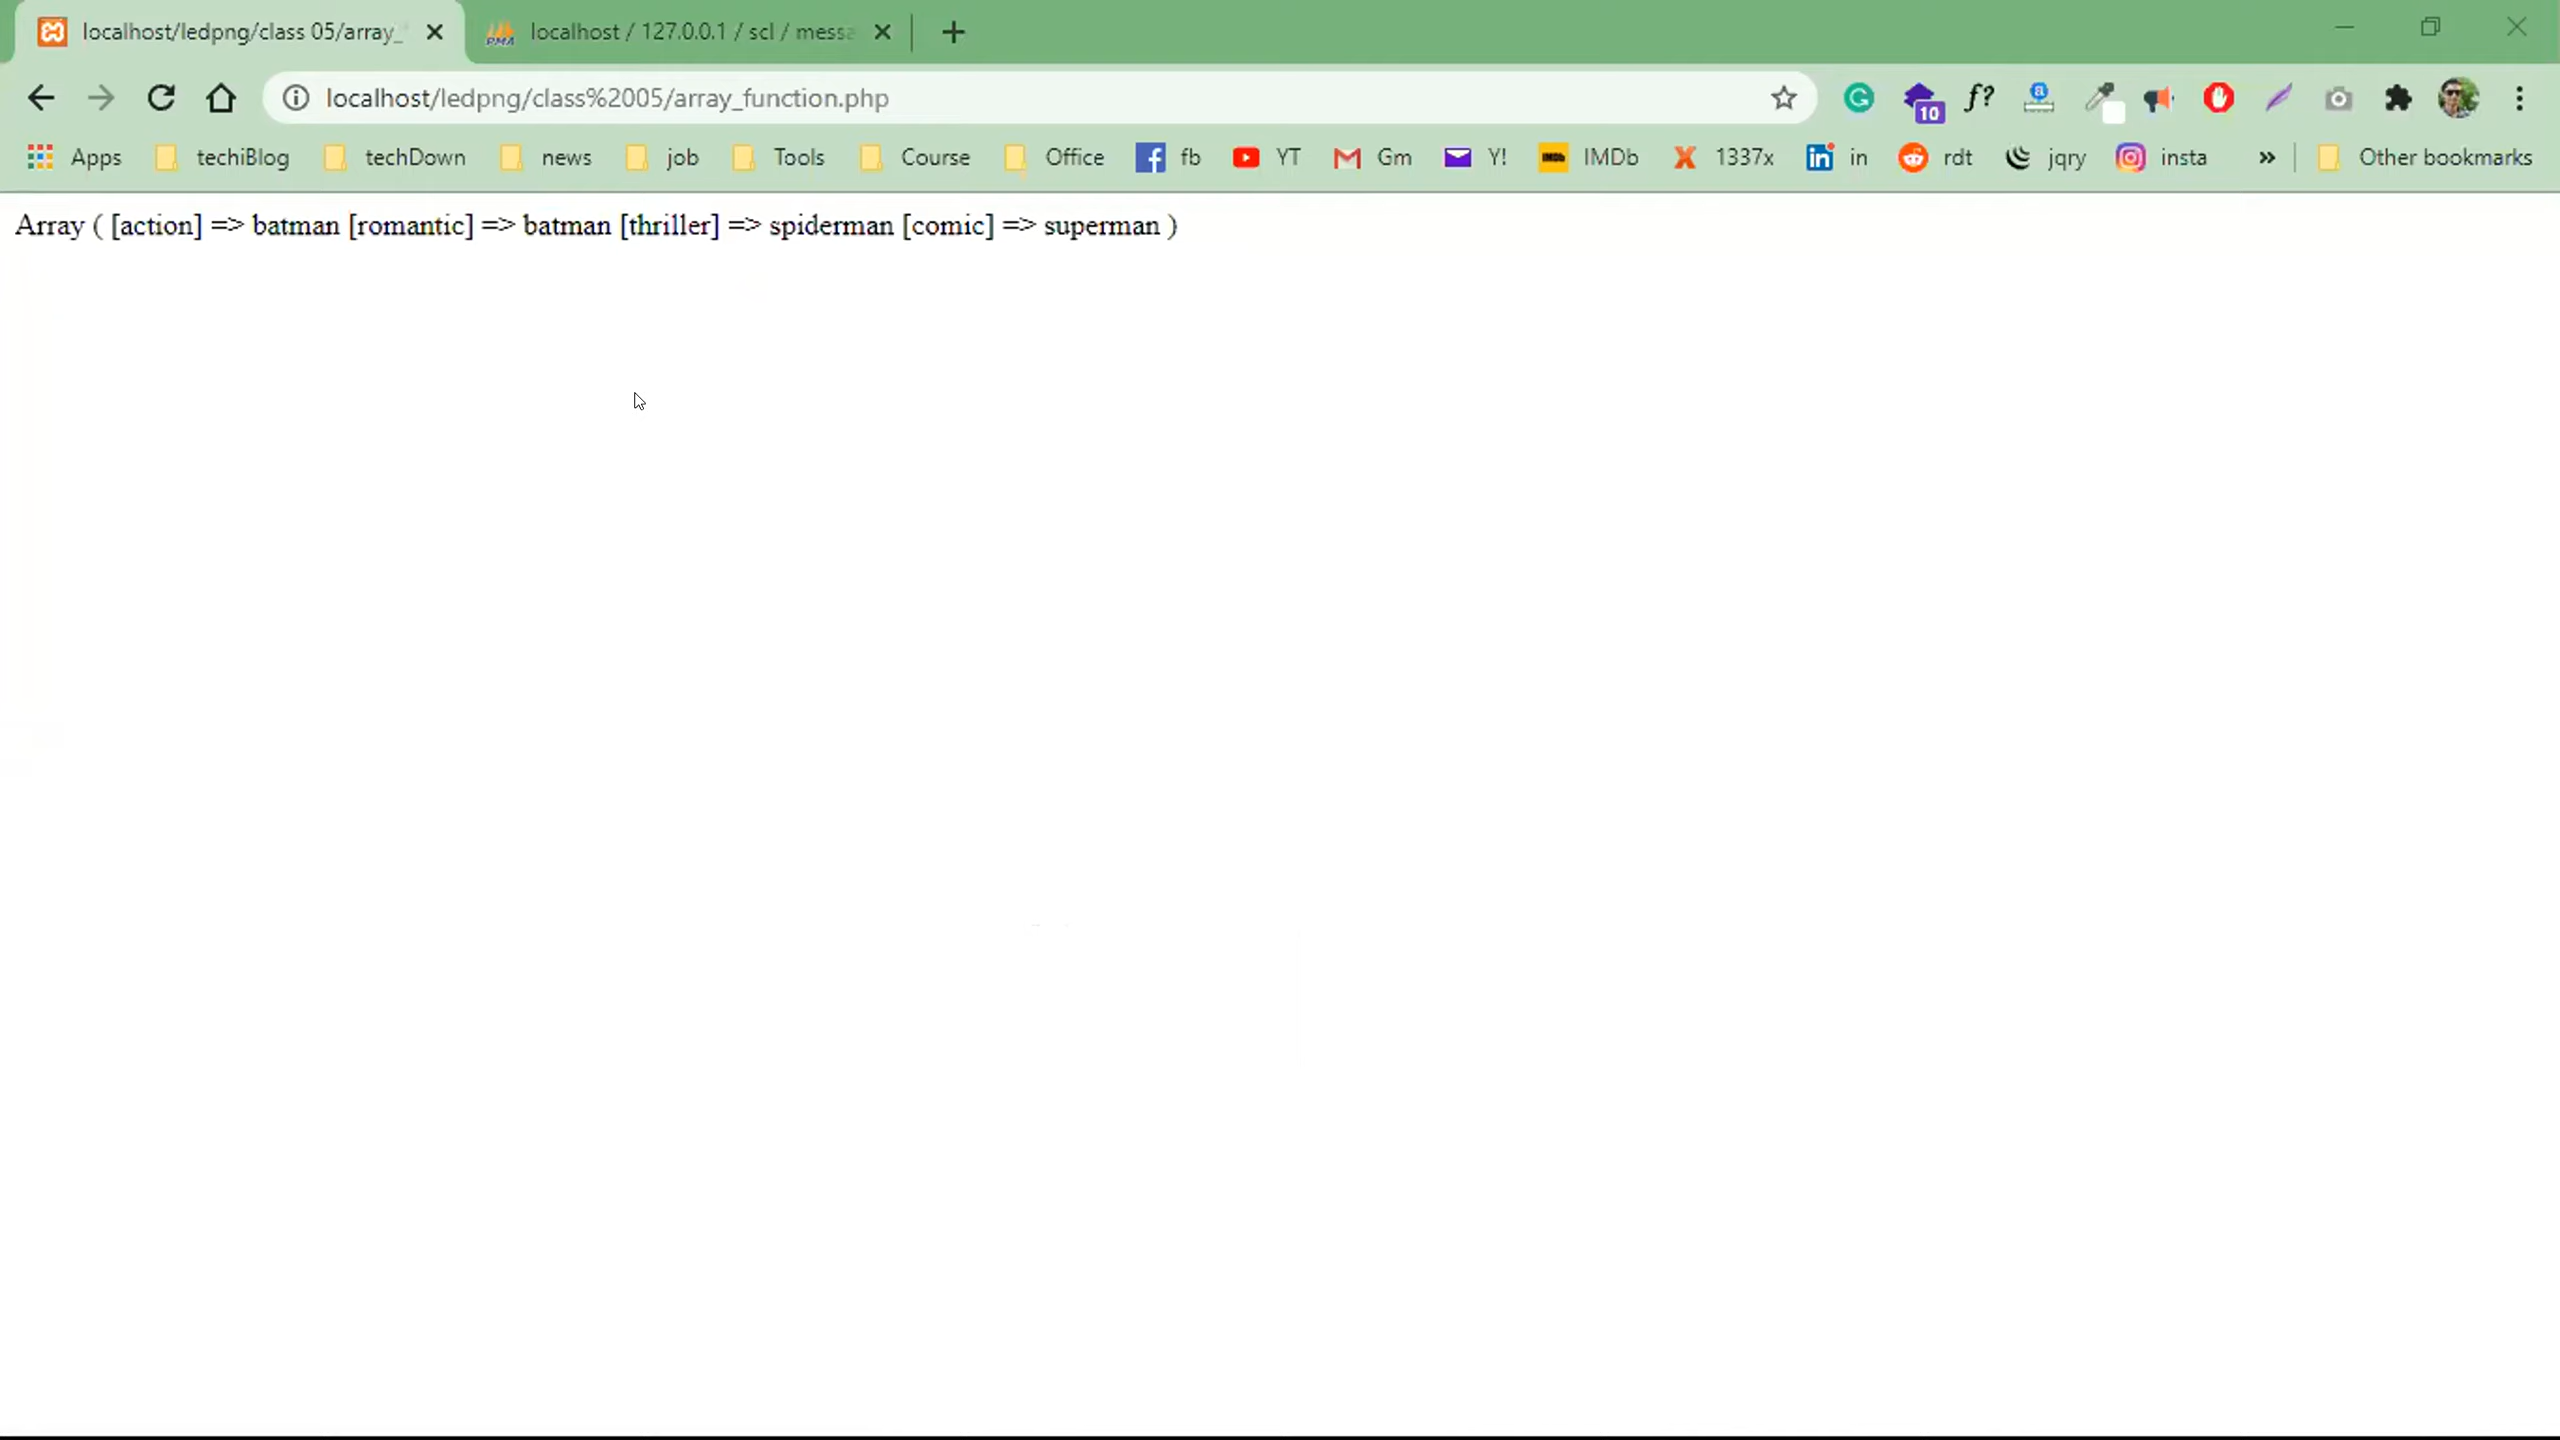 localhost/ledpng/class 05/array_ localhost / 127.0.0.1 / scl / messa
localhost/ledpng/class%2005/array_function.php 10 f?
Apps techiBlog techDown news job Tools Course Office fb YT Gm Y! IMDb 1337x in rdt jqry insta » Other bookmarks
Array ( [action] => batman [romantic] => batman [thriller] => spiderman [comic] => superman )